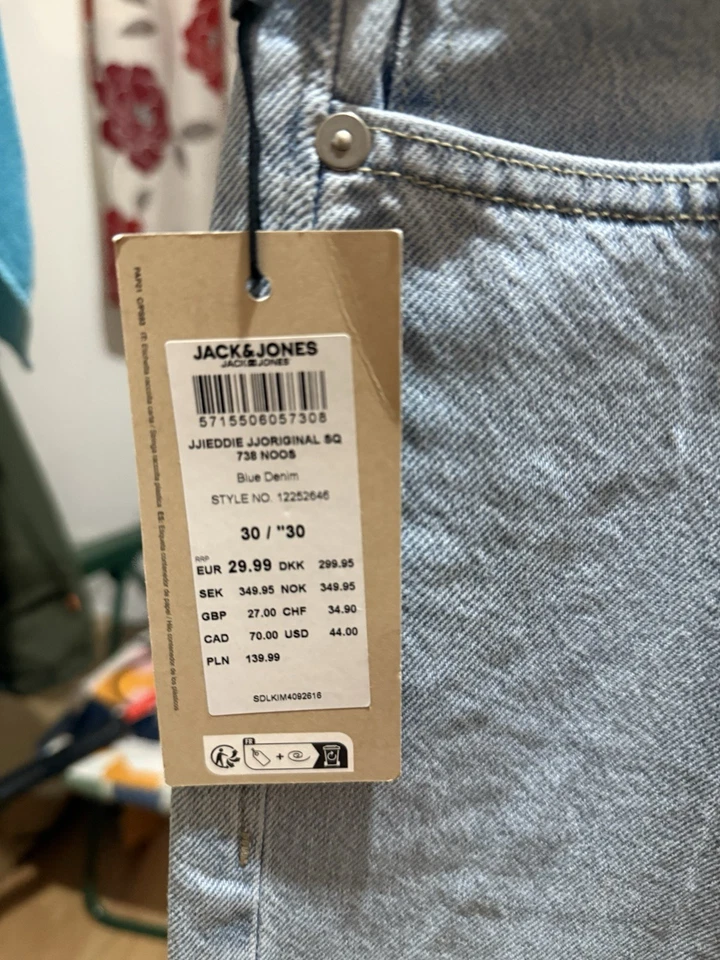 JACK&JONES
JACK&JONES
5715506057308
JJIEDDIE JJORIGINAL SQ
738 NOOS
Blue Denim
STYLE NO. 12252646
30 / "30
RRP
EUR 29.99 DKK 299.95
SEK 349.95 NOK 349.95
GBP 27.00 CHF 34.90
CAD 70.00 USD 44.00
PLN 139.99
SDLKIM4092616
FR
+